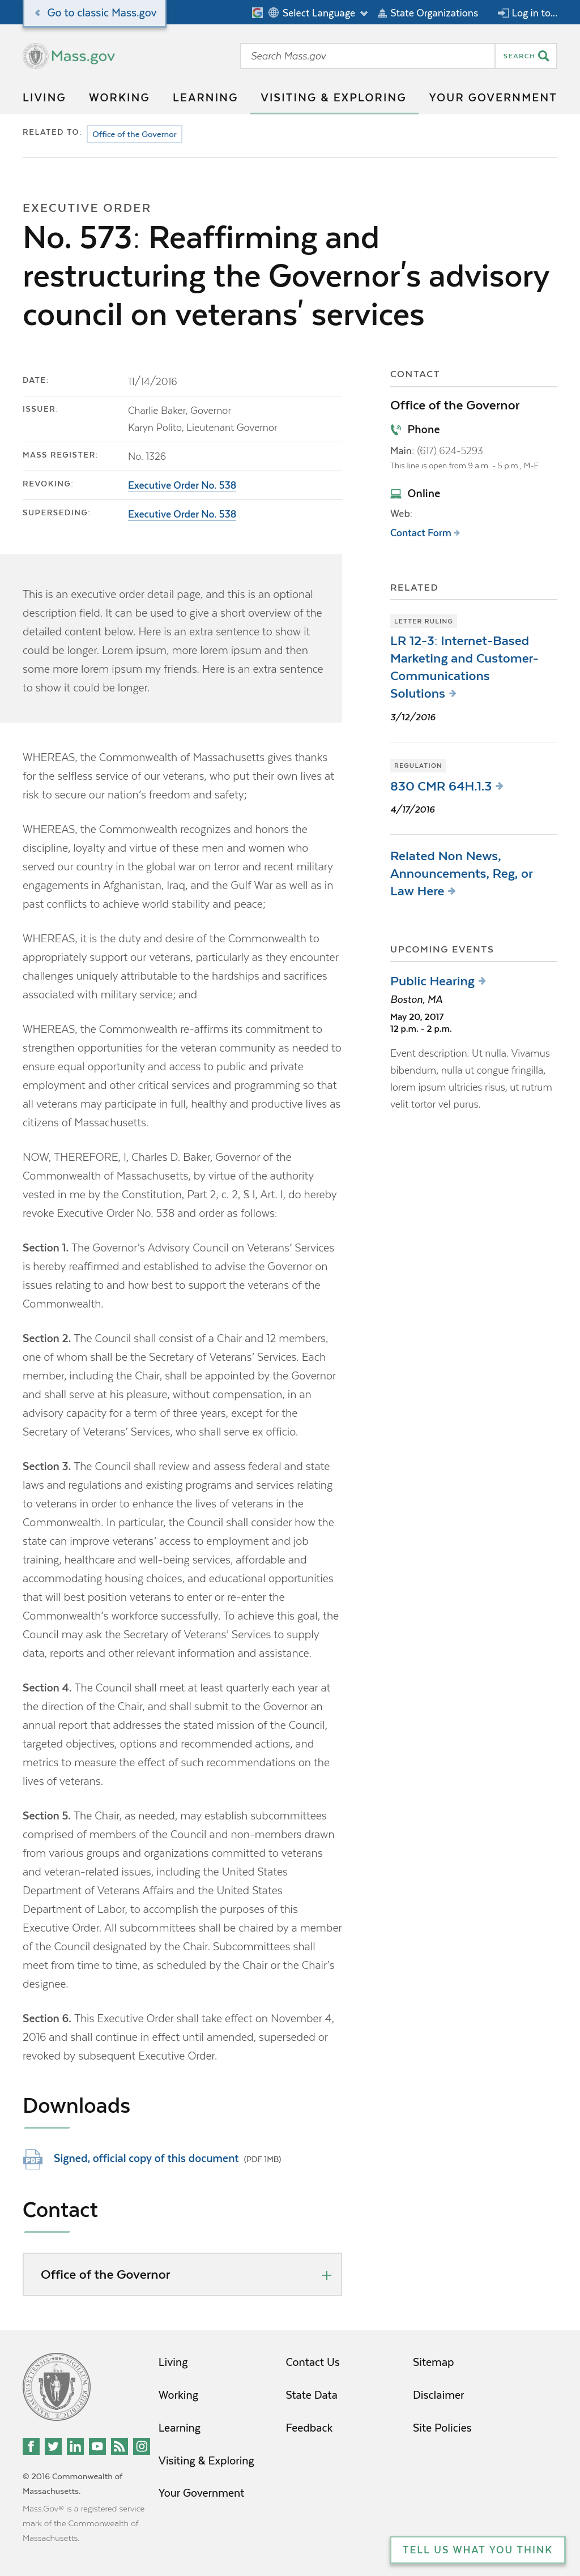 Go to classic Mass.gov
Select Language
State Organizations
Log in to...
Mass.gov
Search Mass.gov
SEARCH
LIVING
WORKING
LEARNING
VISITING & EXPLORING
YOUR GOVERNMENT
RELATED TO:
Office of the Governor
EXECUTIVE ORDER
No. 573: Reaffirming and
restructuring the Governor's advisory
council on veterans' services
DATE:
11/14/2016
ISSUER:
Charlie Baker, Governor
Karyn Polito, Lieutenant Governor
MASS REGISTER:
No. 1326
REVOKING:
Executive Order No. 538
SUPERSEDING:
Executive Order No. 538
This is an executive order detail page, and this is an optional
description field. It can be used to give a short overview of the
detailed content below. Here is an extra sentence to show it
could be longer. Lorem ipsum, more lorem ipsum and then
some more lorem ipsum my friends. Here is an extra sentence
to show it could be longer.
WHEREAS, the Commonwealth of Massachusetts gives thanks
for the selfless service of our veterans, who put their own lives at
risk to secure our nation's freedom and safety;
WHEREAS, the Commonwealth recognizes and honors the
discipline, loyalty and virtue of these men and women who
served our country in the global war on terror and recent military
engagements in Afghanistan, Iraq, and the Gulf War as well as in
past conflicts to achieve world stability and peace;
WHEREAS, it is the duty and desire of the Commonwealth to
appropriately support our veterans, particularly as they encounter
challenges uniquely attributable to the hardships and sacrifices
associated with military service; and
WHEREAS, the Commonwealth re-affirms its commitment to
strengthen opportunities for the veteran community as needed to
ensure equal opportunity and access to public and private
employment and other critical services and programming so that
all veterans may participate in full, healthy and productive lives as
citizens of Massachusetts.
NOW, THEREFORE, I, Charles D. Baker, Governor of the
Commonwealth of Massachusetts, by virtue of the authority
vested in me by the Constitution, Part 2, c. 2, § I, Art. I, do hereby
revoke Executive Order No. 538 and order as follows:
Section 1. The Governor's Advisory Council on Veterans' Services
is hereby reaffirmed and established to advise the Governor on
issues relating to and how best to support the veterans of the
Commonwealth.
Section 2. The Council shall consist of a Chair and 12 members,
one of whom shall be the Secretary of Veterans' Services. Each
member, including the Chair, shall be appointed by the Governor
and shall serve at his pleasure, without compensation, in an
advisory capacity for a term of three years, except for the
Secretary of Veterans' Services, who shall serve ex officio.
Section 3. The Council shall review and assess federal and state
laws and regulations and existing programs and services relating
to veterans in order to enhance the lives of veterans in the
Commonwealth. In particular, the Council shall consider how the
state can improve veterans' access to employment and job
training, healthcare and well-being services, affordable and
accommodating housing choices, and educational opportunities
that will best position veterans to enter or re-enter the
Commonwealth's workforce successfully. To achieve this goal, the
Council may ask the Secretary of Veterans' Services to supply
data, reports and other relevant information and assistance.
Section 4. The Council shall meet at least quarterly each year at
the direction of the Chair, and shall submit to the Governor an
annual report that addresses the stated mission of the Council,
targeted objectives, options and recommended actions, and
metrics to measure the effect of such recommendations on the
lives of veterans.
Section 5. The Chair, as needed, may establish subcommittees
comprised of members of the Council and non-members drawn
from various groups and organizations committed to veterans
and veteran-related issues, including the United States
Department of Veterans Affairs and the United States
Department of Labor, to accomplish the purposes of this
Executive Order. All subcommittees shall be chaired by a member
of the Council designated by the Chair. Subcommittees shall
meet from time to time, as scheduled by the Chair or the Chair's
designee.
Section 6. This Executive Order shall take effect on November 4,
2016 and shall continue in effect until amended, superseded or
revoked by subsequent Executive Order.
Downloads
PDF
Signed, official copy of this document (PDF 1MB)
Contact
Office of the Governor
CONTACT
Office of the Governor
Phone
Main: (617) 624-5293
This line is open from 9 a.m. - 5 p.m., M-F
Online
Web:
Contact Form
RELATED
LETTER RULING
LR 12-3: Internet-Based
Marketing and Customer-
Communications
Solutions
3/12/2016
REGULATION
830 CMR 64H.1.3
4/17/2016
Related Non News,
Announcements, Reg, or
Law Here
UPCOMING EVENTS
Public Hearing
Boston, MA
May 20, 2017
12 p.m. - 2 p.m.
Event description. Ut nulla. Vivamus
bibendum, nulla ut congue fringilla,
lorem ipsum ultricies risus, ut rutrum
velit tortor vel purus.
Living
Working
Learning
Visiting & Exploring
Your Government
Contact Us
State Data
Feedback
Sitemap
Disclaimer
Site Policies
© 2016 Commonwealth of
Massachusetts.
Mass.Gov® is a registered service
mark of the Commonwealth of
Massachusetts.
TELL US WHAT YOU THINK